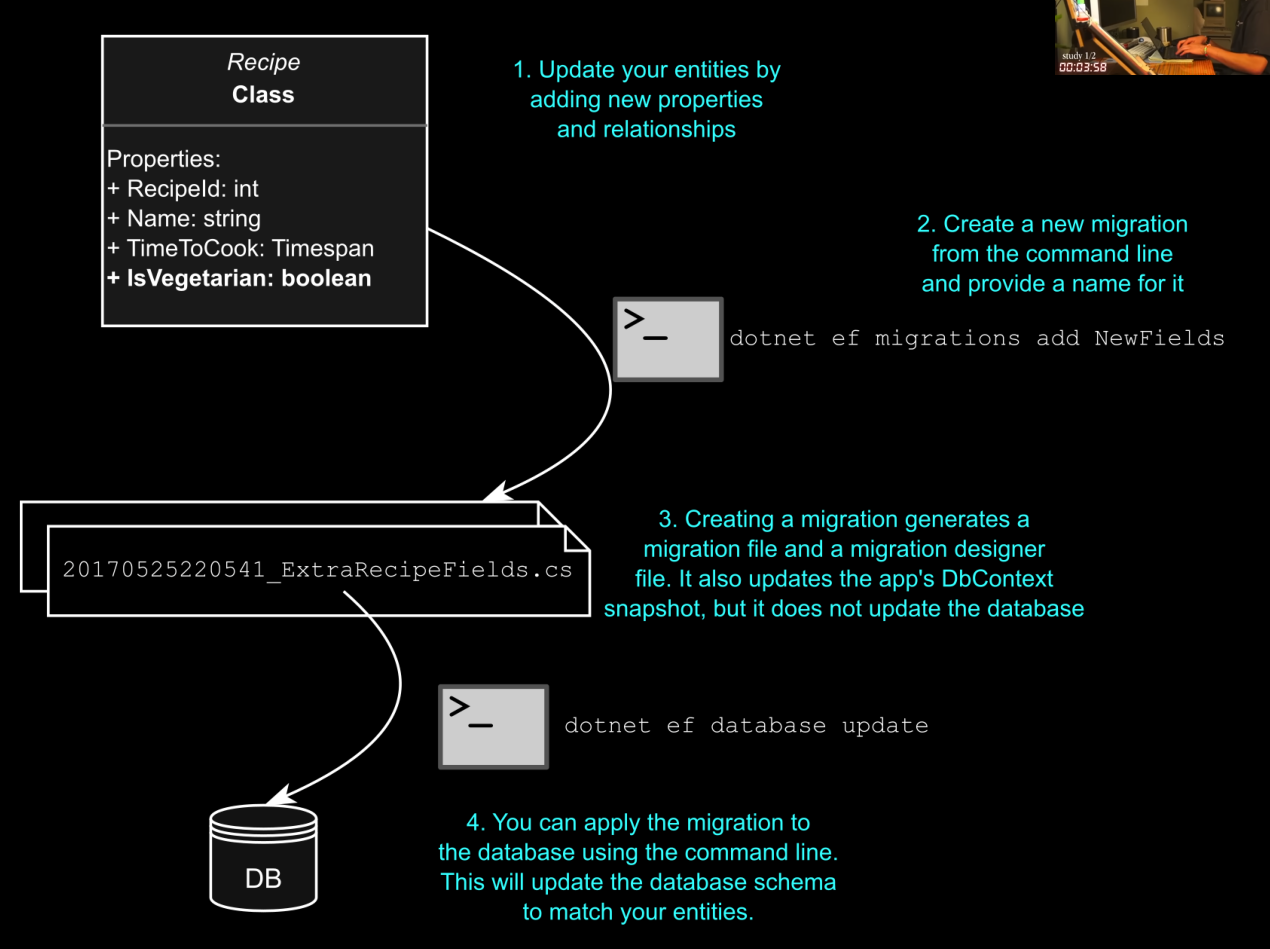 Recipe
Class
Properties:
+ RecipeId: int
+ Name: string
+ TimeToCook: Timespan
+ IsVegetarian: boolean
1. Update your entities by
adding new properties
and relationships
study 1/2
00:03:58
2. Create a new migration
from the command line
and provide a name for it
>_
dotnet ef migrations add NewFields
20170525220541_ExtraRecipeFields.cs
3. Creating a migration generates a
migration file and a migration designer
file. It also updates the app's DbContext
snapshot, but it does not update the database
>_
dotnet ef database update
DB
4. You can apply the migration to
the database using the command line.
This will update the database schema
to match your entities.